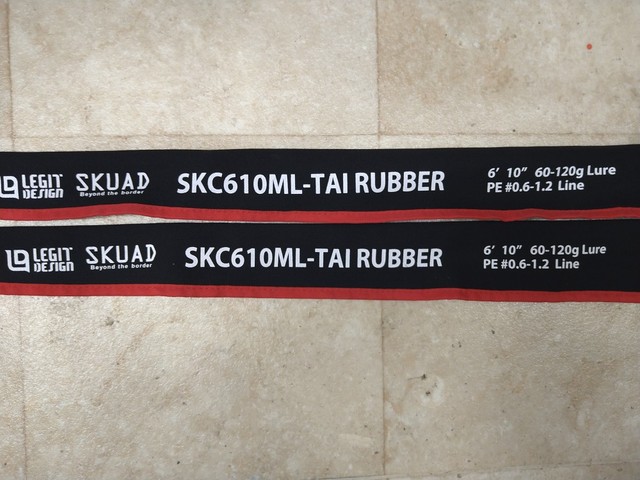 LEGIT DESIGN SKUAD Beyond the border SKC610ML-TAI RUBBER 6' 10" 60-120g Lure
PE #0.6-1.2 Line
LEGIT DESIGN SKUAD Beyond the border SKC610ML-TAI RUBBER 6' 10" 60-120g Lure
PE #0.6-1.2 Line